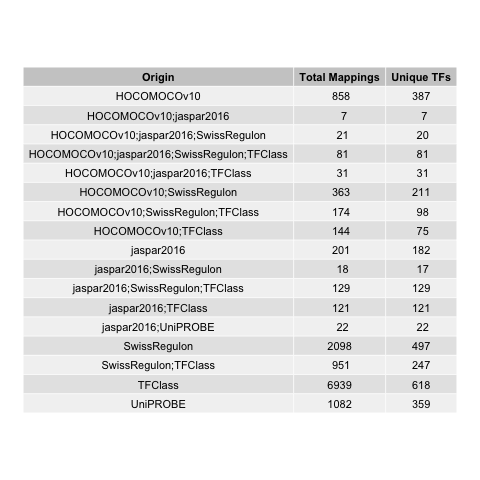 Origin Total Mappings Unique TFs
HOCOMOCOv10 858 387
HOCOMOCOv10;jaspar2016 7 7
HOCOMOCOv10;jaspar2016;SwissRegulon 21 20
HOCOMOCOv10;jaspar2016;SwissRegulon;TFClass 81 81
HOCOMOCOv10;jaspar2016;TFClass 31 31
HOCOMOCOv10;SwissRegulon 363 211
HOCOMOCOv10;SwissRegulon;TFClass 174 98
HOCOMOCOv10;TFClass 144 75
jaspar2016 201 182
jaspar2016;SwissRegulon 18 17
jaspar2016;SwissRegulon;TFClass 129 129
jaspar2016;TFClass 121 121
jaspar2016;UniPROBE 22 22
SwissRegulon 2098 497
SwissRegulon;TFClass 951 247
TFClass 6939 618
UniPROBE 1082 359